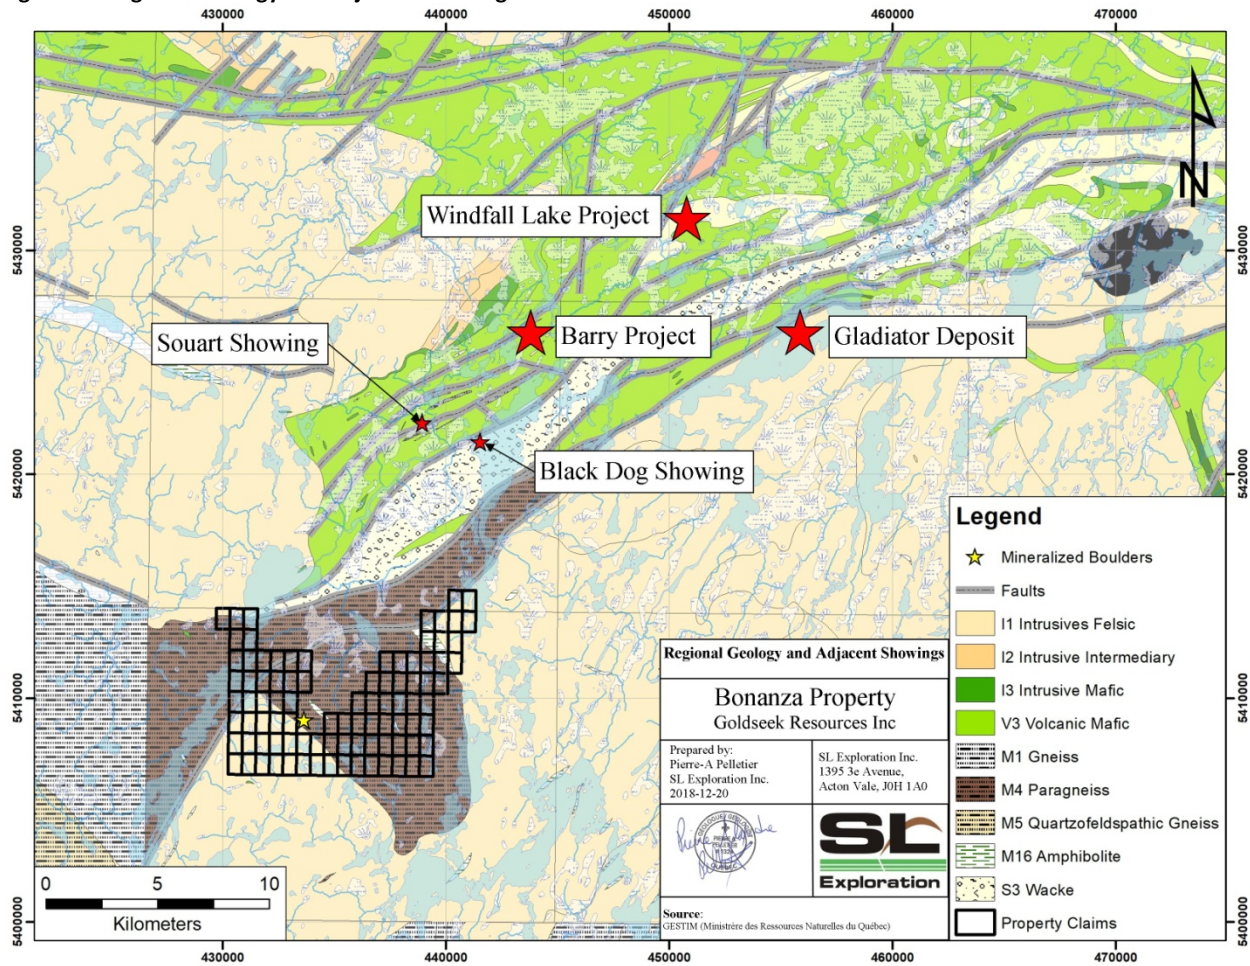 430000
440000
450000
460000
470000
N
Windfall Lake Project
5430000
5430000
Souart Showing
Barry Project
Gladiator Deposit
5420000
5420000
Black Dog Showing
Legend
Mineralized Boulders
Faults
I1 Intrusives Felsic
I2 Intrusive Intermediary
I3 Intrusive Mafic
V3 Volcanic Mafic
M1 Gneiss
M4 Paragneiss
M5 Quartzofeldspathic Gneiss
M16 Amphibolite
S3 Wacke
Property Claims
5410000
5410000
Regional Geology and Adjacent Showings
Bonanza Property
Goldseek Resources Inc
Prepared by:
Pierre-A Pelletier
SL Exploration Inc.
2018-12-20
SL Exploration Inc.
1395 3e Avenue,
Acton Vale, J0H 1A0
SL
Exploration
Source:
GESTIM (Ministrère des Ressources Naturelles du Québec)
0 5 10
Kilometers
5400000
5400000
430000
440000
450000
460000
470000